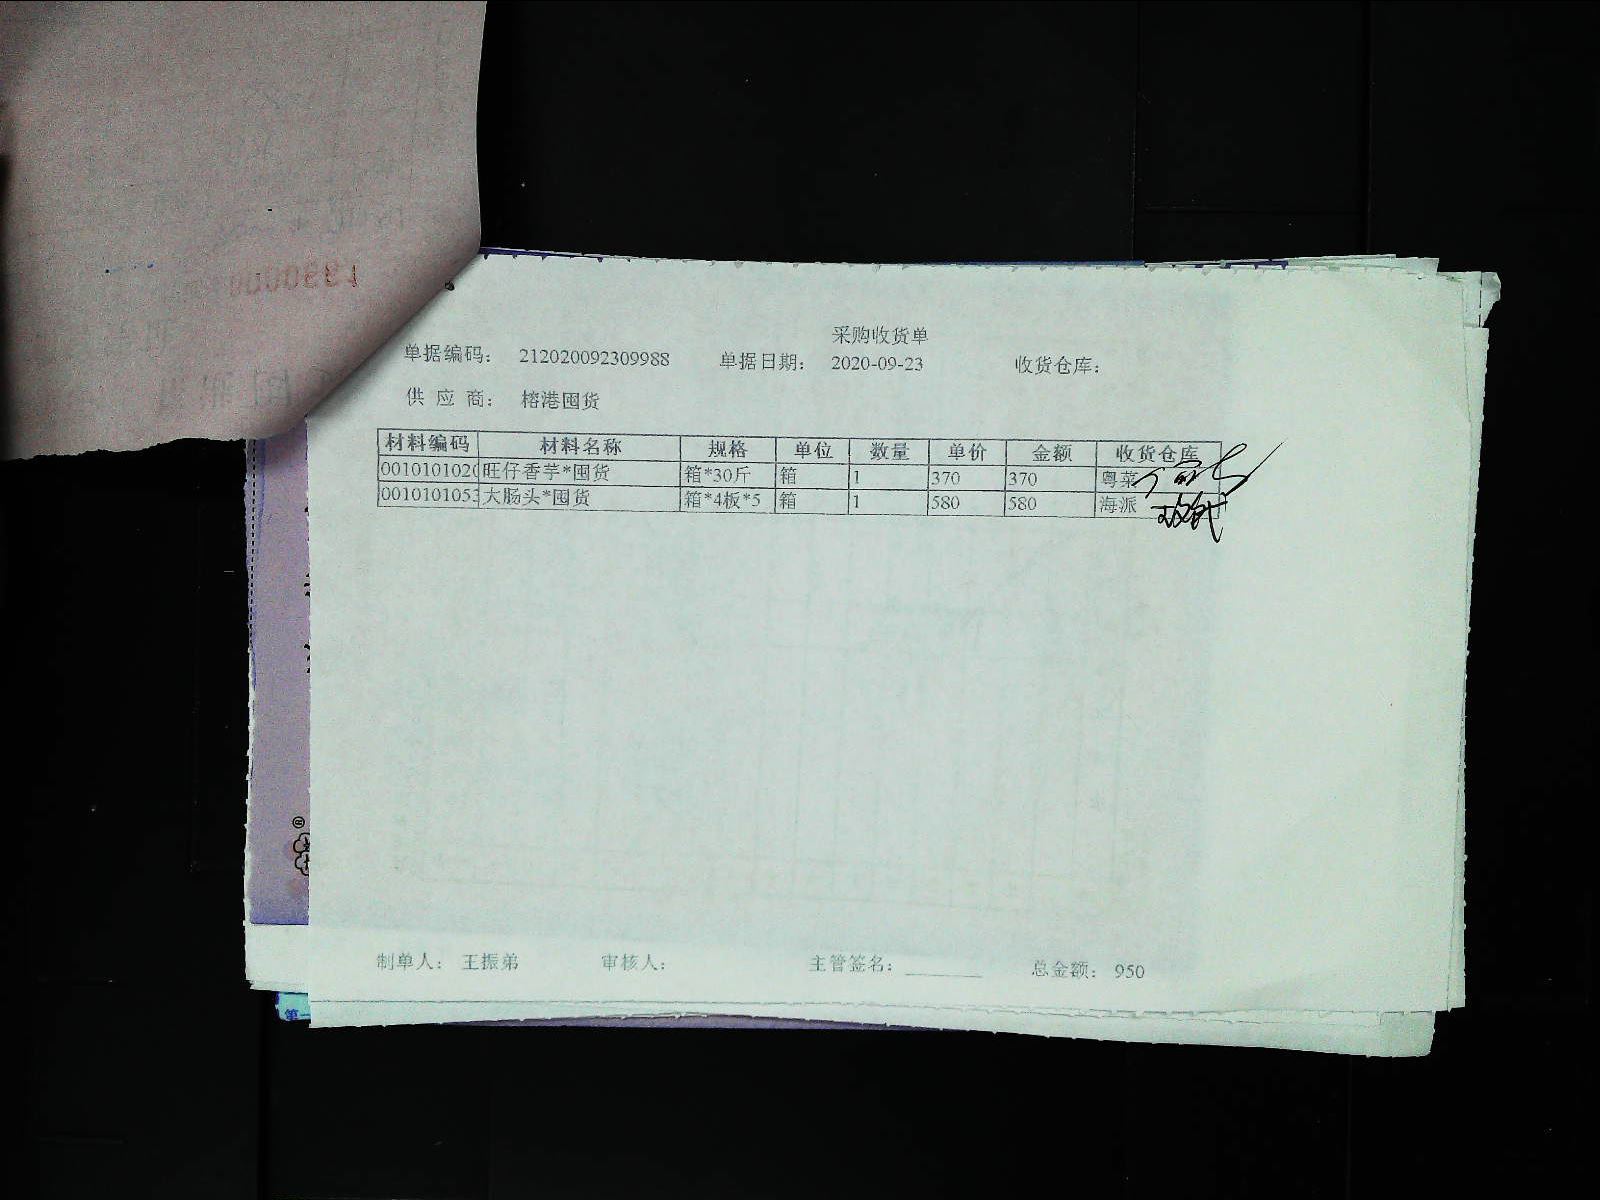 采购收货单
单据编码： 212020092309988 单据日期： 2020-09-23 收货仓库：
供 应 商： 榕港囤货
材料编码 材料名称 规格 单位 数量 单价 金额 收货仓库
001010102 旺仔香芋*囤货 箱*30斤 箱 1 370 370 粤菜
0010101053 大肠头*囤货 箱*4板*5 箱 1 580 580 海派
制单人： 王振弟 审核人： 主管签名： 总金额： 950
第一